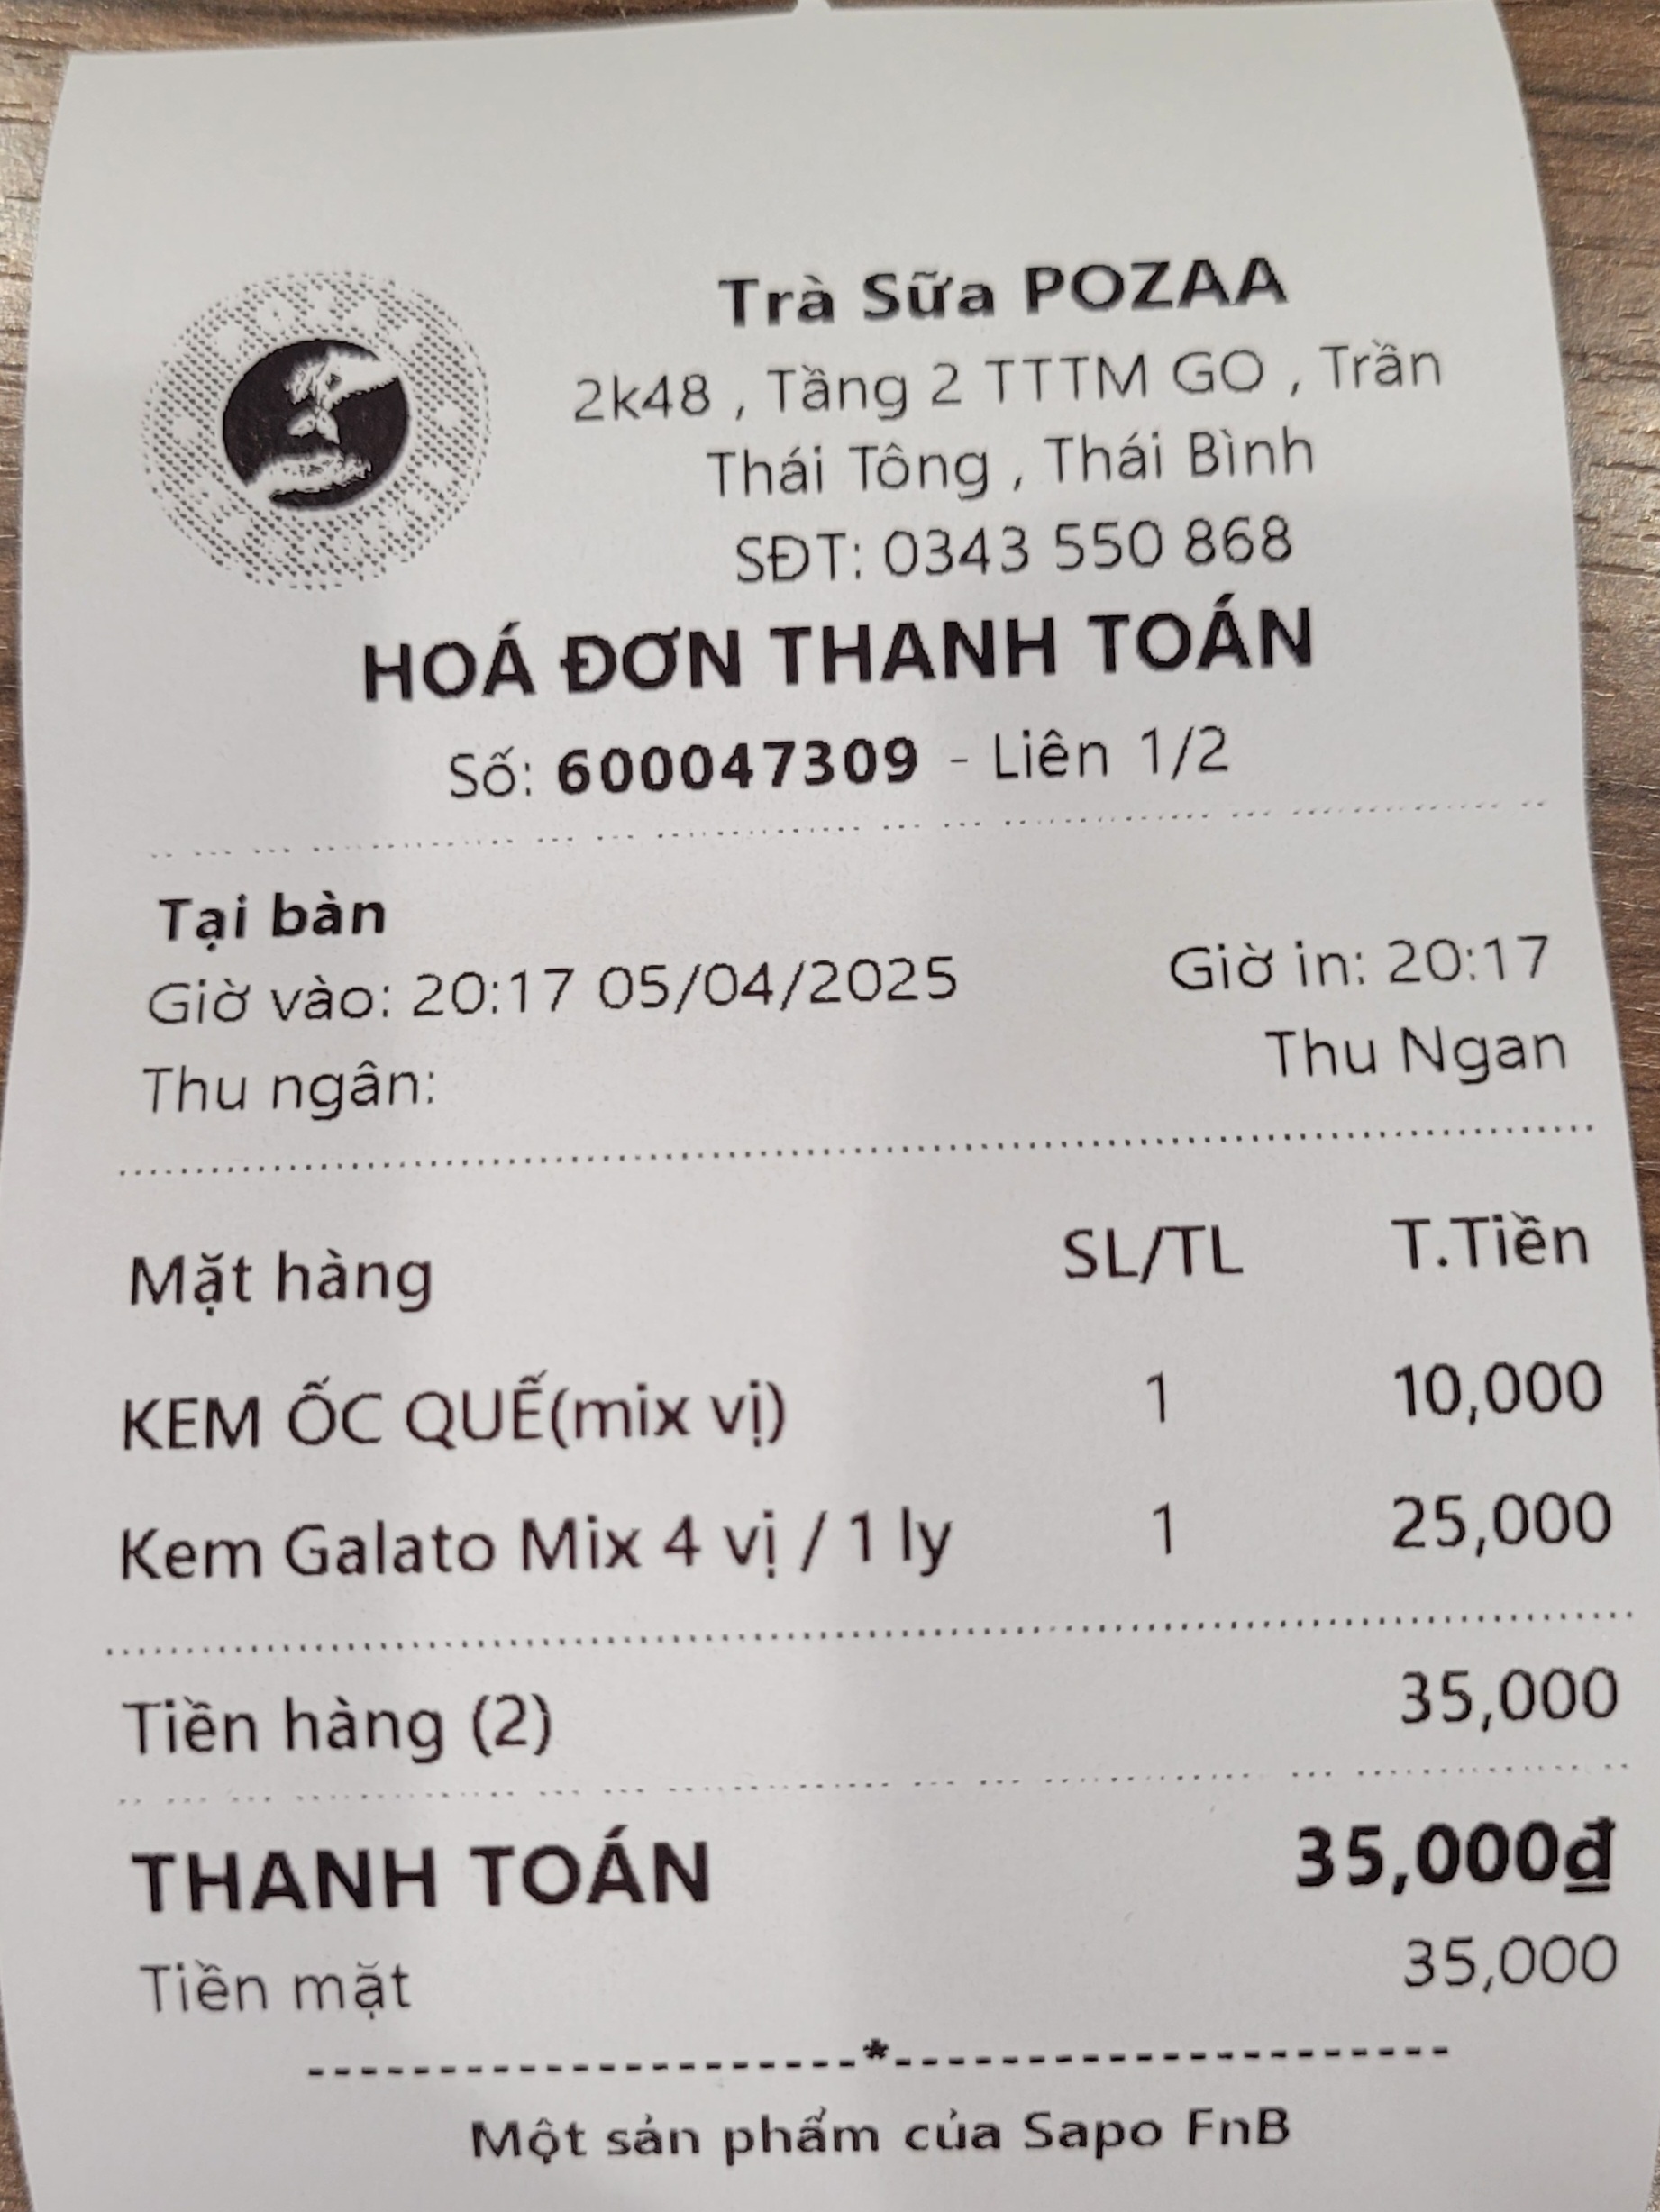 Trà Sữa POZAA
2k48 , Tầng 2 TTTM GO , Trần
Thái Tông , Thái Bình
SĐT: 0343 550 868
HOÁ ĐƠN THANH TOÁN
Số: 600047309 - Liên 1/2
Tại bàn
Giờ vào: 20:17 05/04/2025 Giờ in: 20:17
Thu ngân: Thu Ngan
Mặt hàng SL/TL T.Tiền
KEM ỐC QUẾ(mix vị) 1 10,000
Kem Galato Mix 4 vị / 1 ly 1 25,000
Tiền hàng (2) 35,000
THANH TOÁN 35,000₫
Tiền mặt 35,000
---------------------*---------------------
Một sản phẩm của Sapo FnB